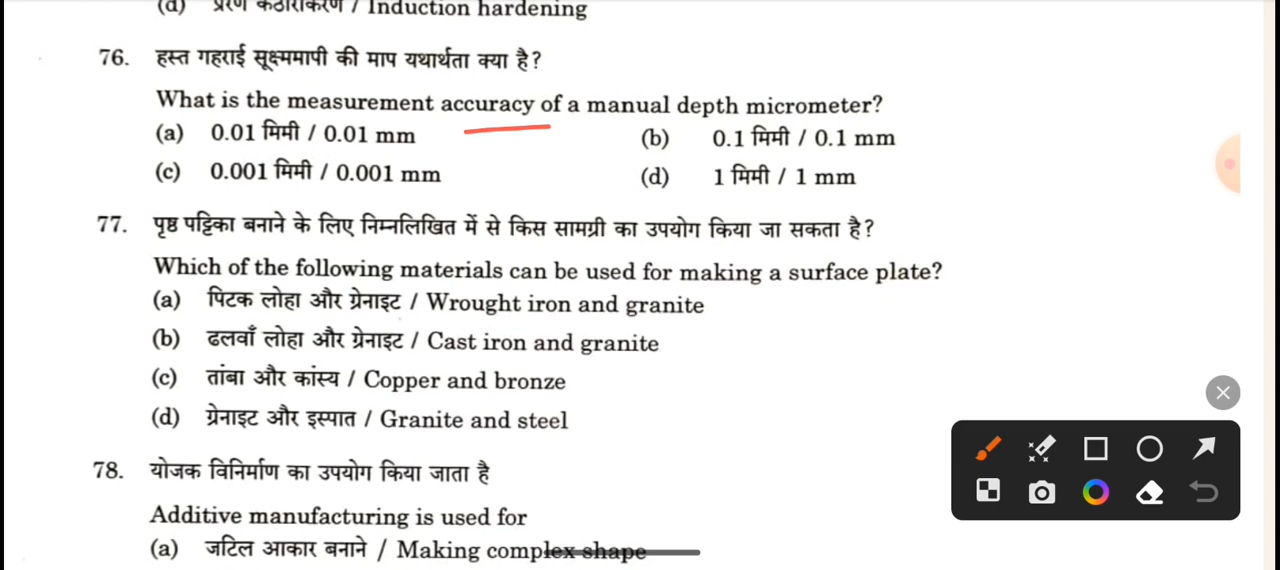 (d) प्रेरण कठोरीकरण / Induction hardening
76. हस्त गहराई सूक्ष्ममापी की माप यथार्थता क्या है?
What is the measurement accuracy of a manual depth micrometer?
(a) 0.01 मिमी / 0.01 mm (b) 0.1 मिमी / 0.1 mm
(c) 0.001 मिमी / 0.001 mm (d) 1 मिमी / 1 mm
77. पृष्ठ पट्टिका बनाने के लिए निम्नलिखित में से किस सामग्री का उपयोग किया जा सकता है?
Which of the following materials can be used for making a surface plate?
(a) पिटक लोहा और ग्रेनाइट / Wrought iron and granite
(b) ढलवाँ लोहा और ग्रेनाइट / Cast iron and granite
(c) तांबा और कांस्य / Copper and bronze
(d) ग्रेनाइट और इस्पात / Granite and steel
78. योजक विनिर्माण का उपयोग किया जाता है
Additive manufacturing is used for
(a) जटिल आकार बनाने / Making complex shape